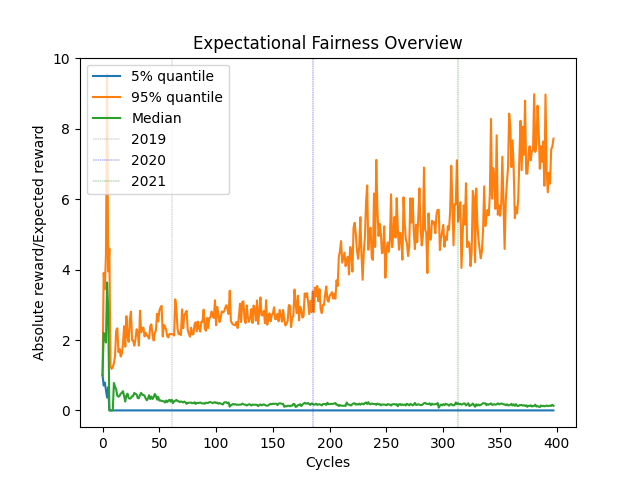 Expectational Fairness Overview
Absolute reward/Expected reward
10
8
6
4
2
0
5% quantile
95% quantile
Median
2019
2020
2021
0 50 100 150 200 250 300 350 400
Cycles